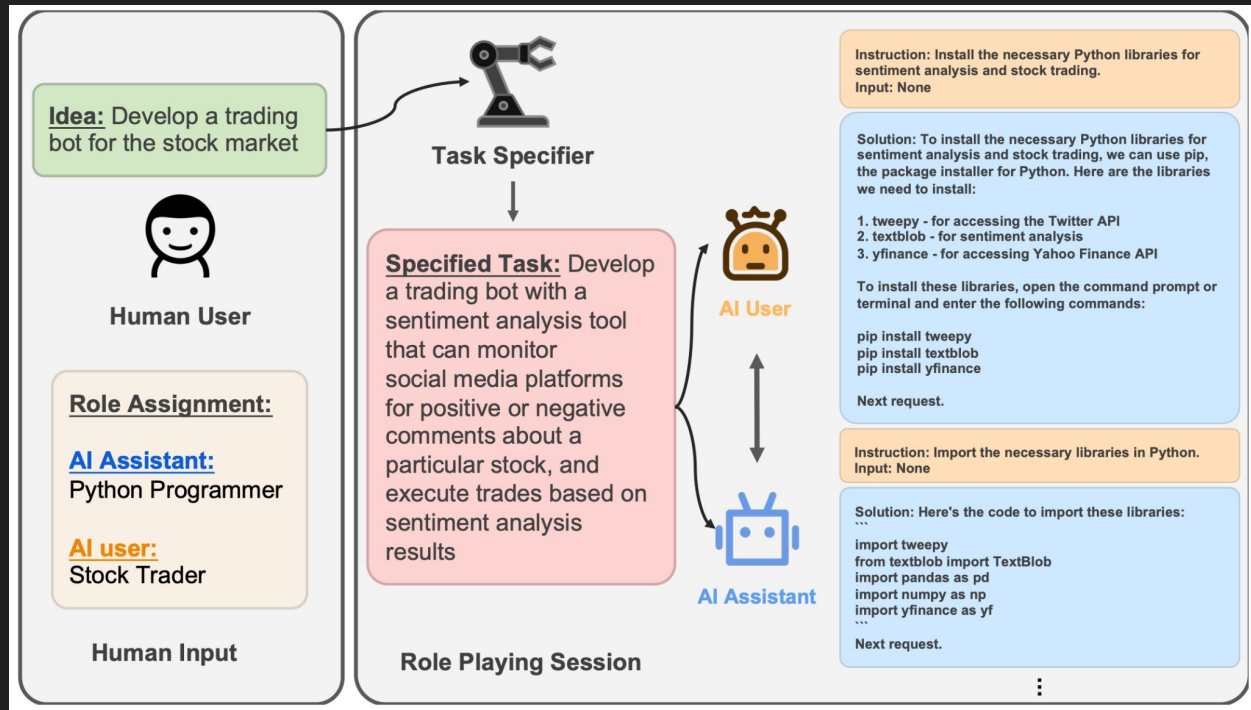 Idea: Develop a trading
bot for the stock market
Human User
Role Assignment:
AI Assistant:
Python Programmer
AI user:
Stock Trader
Human Input
Task Specifier
Specified Task: Develop
a trading bot with a
sentiment analysis tool
that can monitor
social media platforms
for positive or negative
comments about a
particular stock, and
execute trades based on
sentiment analysis
results
Role Playing Session
AI User
AI Assistant
Instruction: Install the necessary Python libraries for
sentiment analysis and stock trading.
Input: None
Solution: To install the necessary Python libraries for
sentiment analysis and stock trading, we can use pip,
the package installer for Python. Here are the libraries
we need to install:
1. tweepy - for accessing the Twitter API
2. textblob - for sentiment analysis
3. yfinance - for accessing Yahoo Finance API
To install these libraries, open the command prompt or
terminal and enter the following commands:
pip install tweepy
pip install textblob
pip install yfinance
Next request.
Instruction: Import the necessary libraries in Python.
Input: None
Solution: Here's the code to import these libraries:
```
import tweepy
from textblob import TextBlob
import pandas as pd
import numpy as np
import yfinance as yf
```
Next request.
⋮